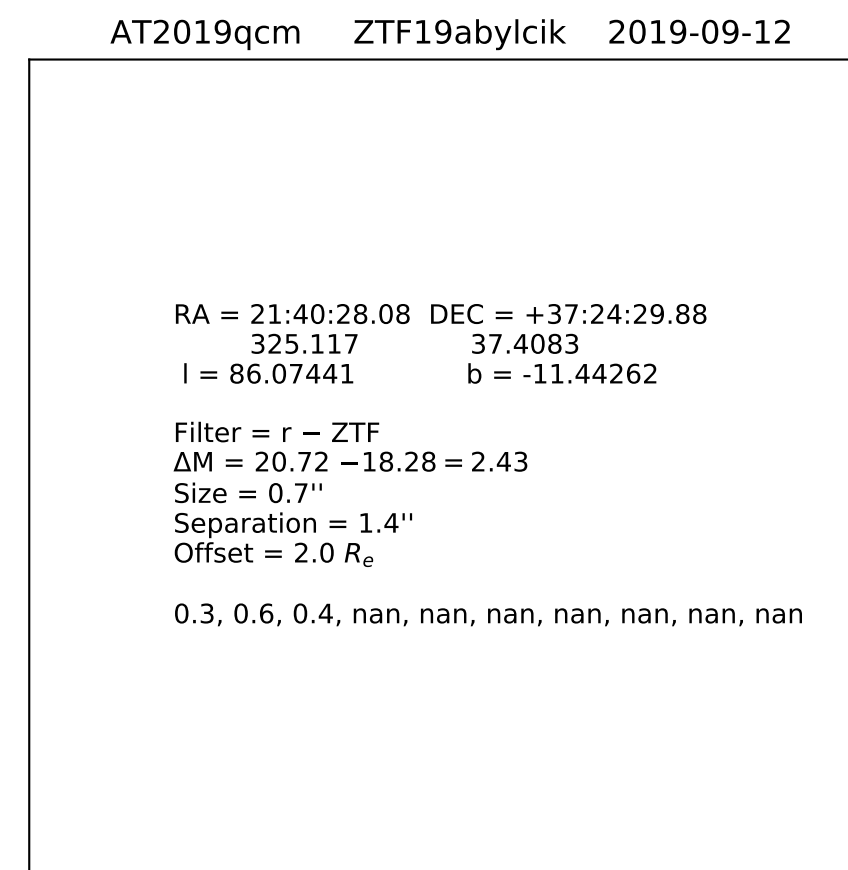 AT2019qcm ZTF19abylcik 2019-09-12
RA = 21:40:28.08 DEC = +37:24:29.88
325.117 37.4083
l = 86.07441 b = -11.44262
Filter = r − ZTF
ΔM = 20.72 −18.28 = 2.43
Size = 0.7''
Separation = 1.4''
Offset = 2.0 Rₑ
0.3, 0.6, 0.4, nan, nan, nan, nan, nan, nan, nan